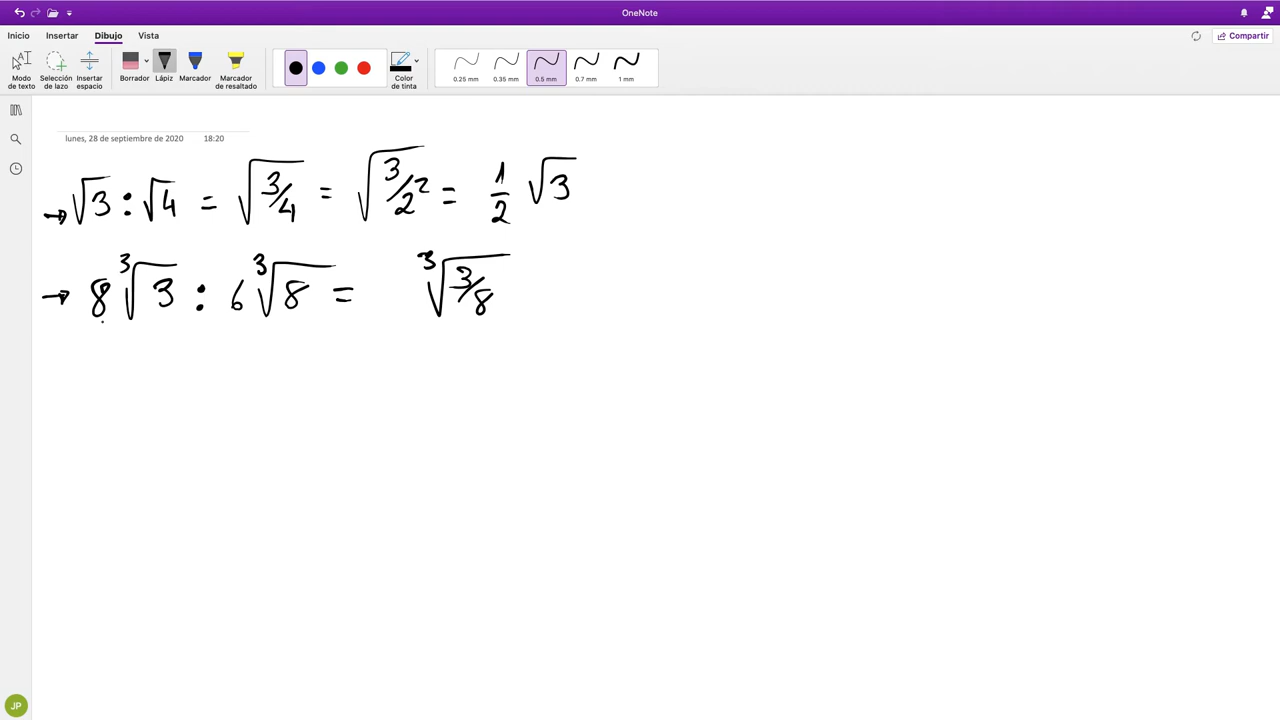 OneNote
Inicio Insertar Dibujo Vista
Compartir
Modo de texto
Selección de lazo
Insertar espacio
Borrador
Lápiz
Marcador
Marcador de resaltado
Color de tinta
0.25 mm 0.35 mm 0.5 mm 0.7 mm 1 mm
lunes, 28 de septiembre de 2020 18:20
→ √3 : √4 = √(3/4) = √(3/2²) = 1/2 √3
→ 8 ³√3 : 6 ³√8 = ³√(3/8)
JP